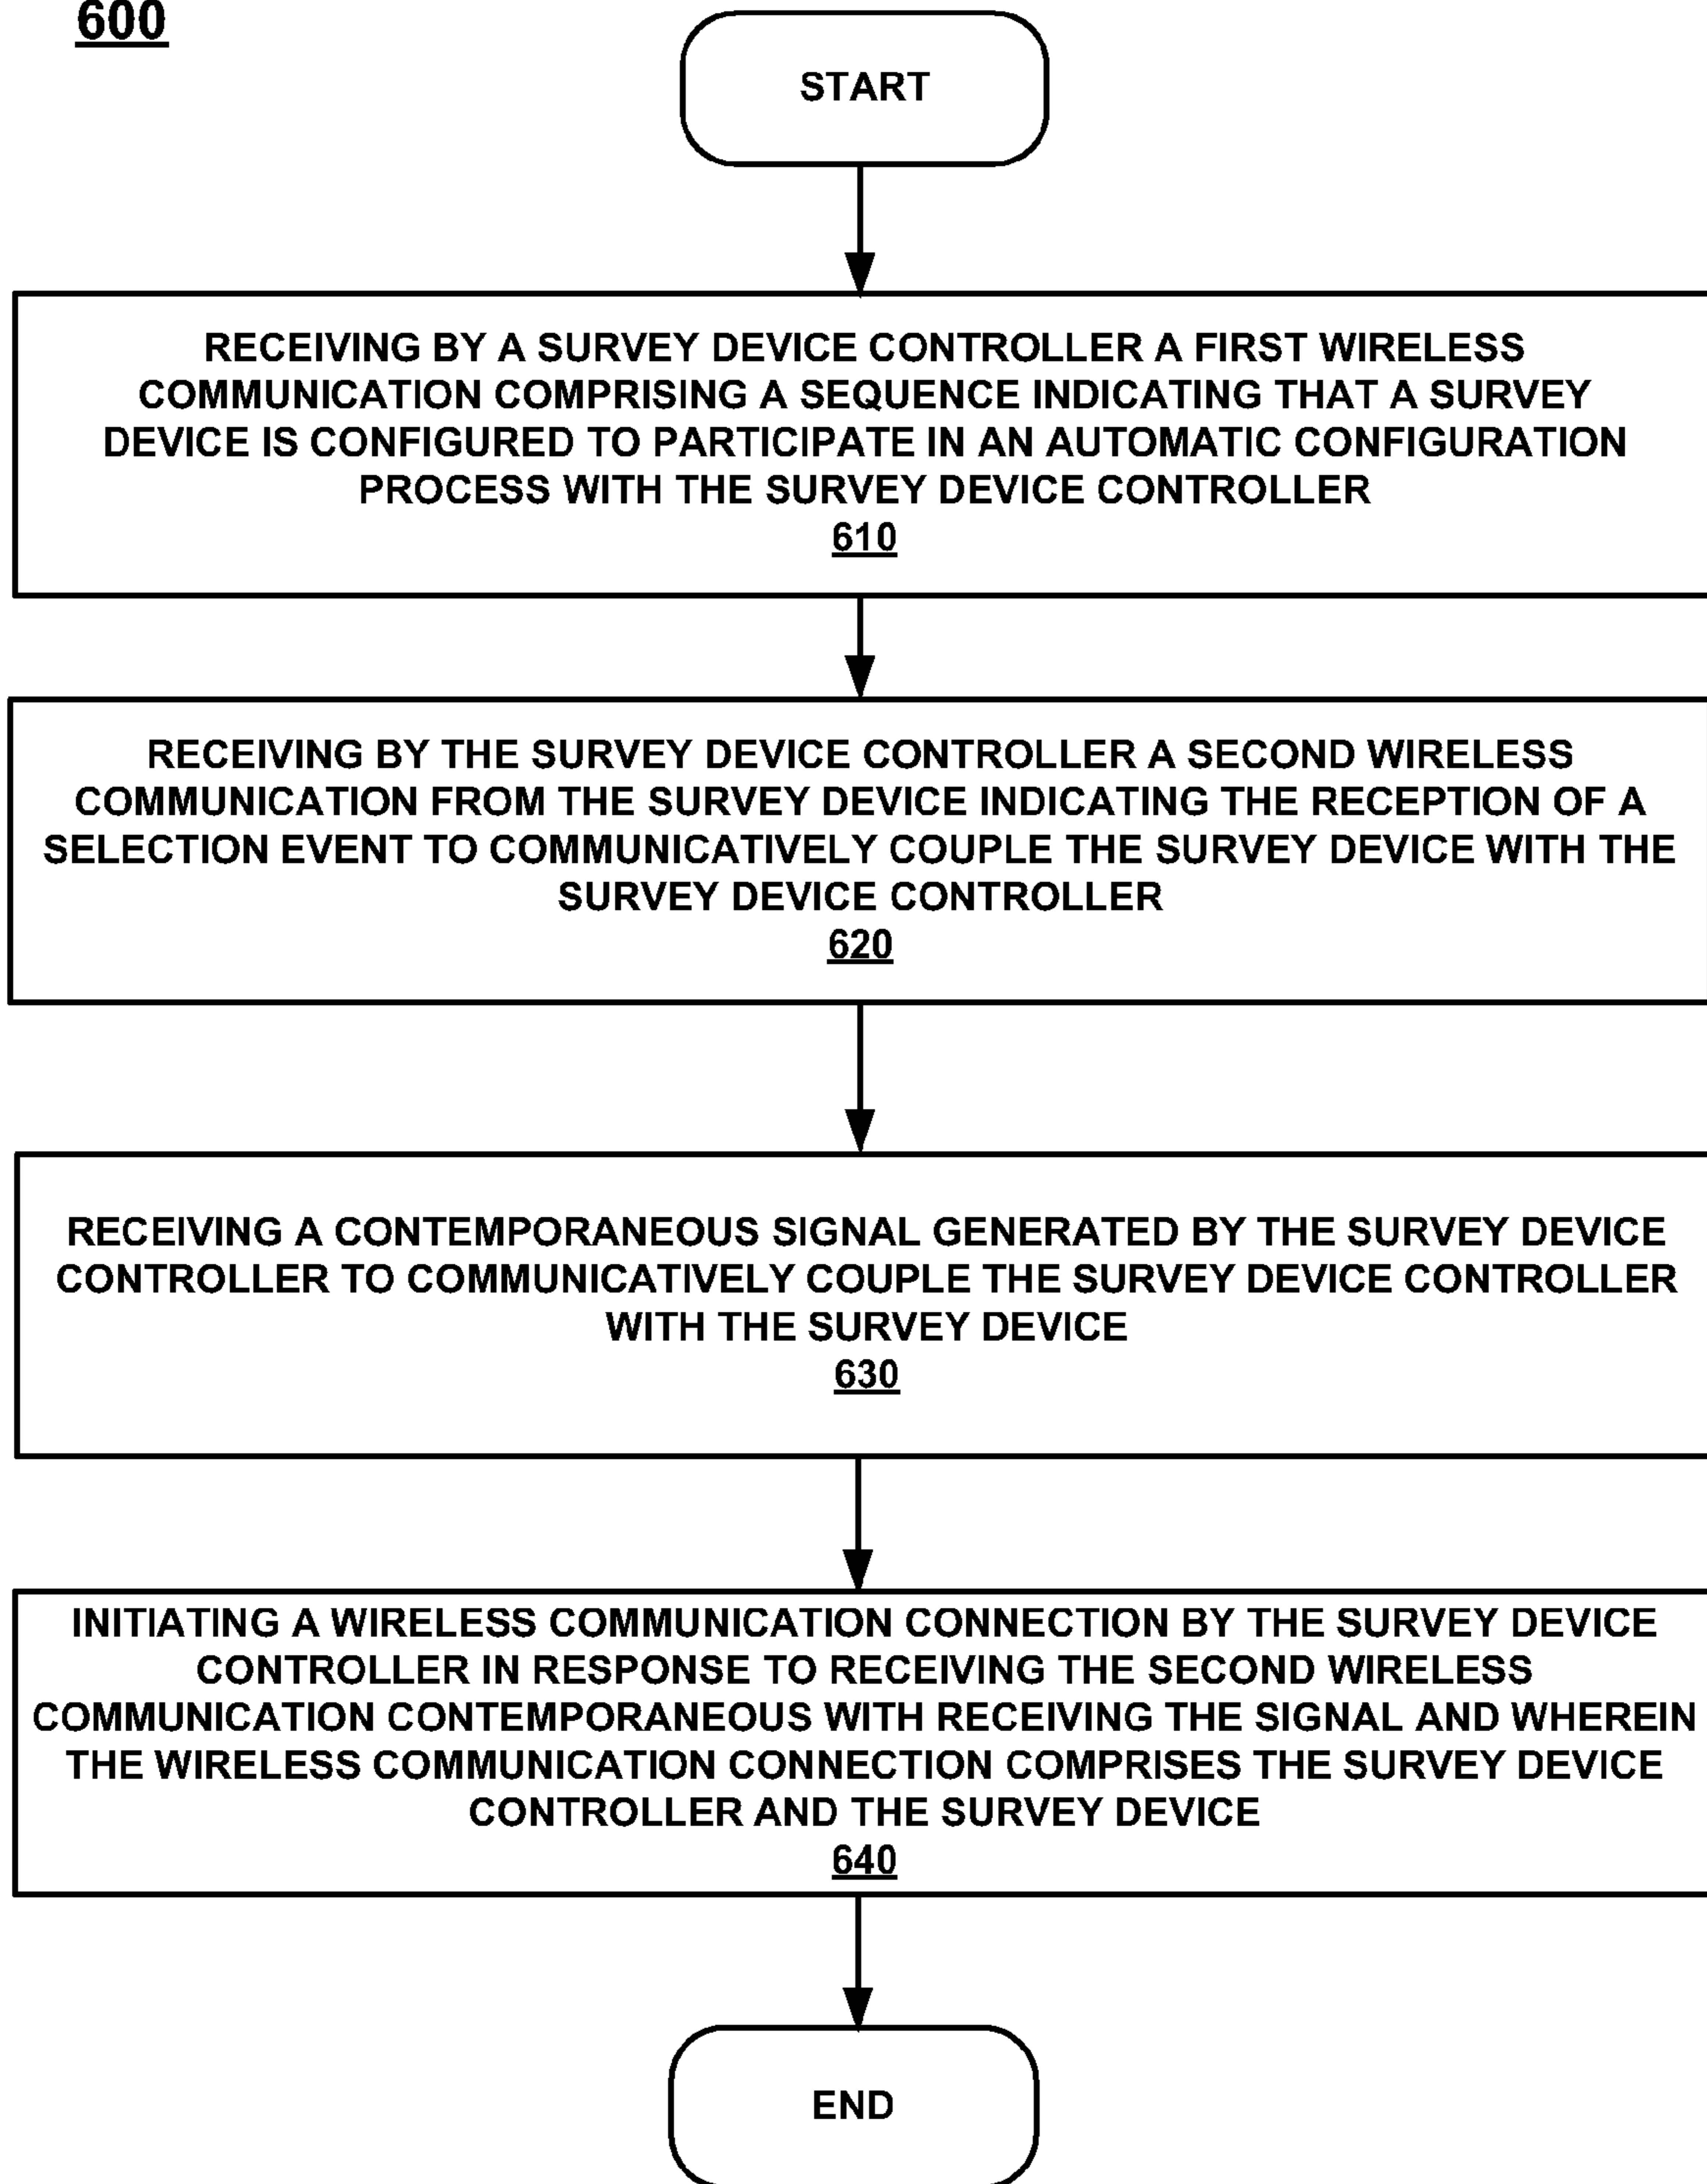 600
START
RECEIVING BY A SURVEY DEVICE CONTROLLER A FIRST WIRELESS
COMMUNICATION COMPRISING A SEQUENCE INDICATING THAT A SURVEY
DEVICE IS CONFIGURED TO PARTICIPATE IN AN AUTOMATIC CONFIGURATION
PROCESS WITH THE SURVEY DEVICE CONTROLLER
610
RECEIVING BY THE SURVEY DEVICE CONTROLLER A SECOND WIRELESS
COMMUNICATION FROM THE SURVEY DEVICE INDICATING THE RECEPTION OF A
SELECTION EVENT TO COMMUNICATIVELY COUPLE THE SURVEY DEVICE WITH THE
SURVEY DEVICE CONTROLLER
620
RECEIVING A CONTEMPORANEOUS SIGNAL GENERATED BY THE SURVEY DEVICE
CONTROLLER TO COMMUNICATIVELY COUPLE THE SURVEY DEVICE CONTROLLER
WITH THE SURVEY DEVICE
630
INITIATING A WIRELESS COMMUNICATION CONNECTION BY THE SURVEY DEVICE
CONTROLLER IN RESPONSE TO RECEIVING THE SECOND WIRELESS
COMMUNICATION CONTEMPORANEOUS WITH RECEIVING THE SIGNAL AND WHEREIN
THE WIRELESS COMMUNICATION CONNECTION COMPRISES THE SURVEY DEVICE
CONTROLLER AND THE SURVEY DEVICE
640
END